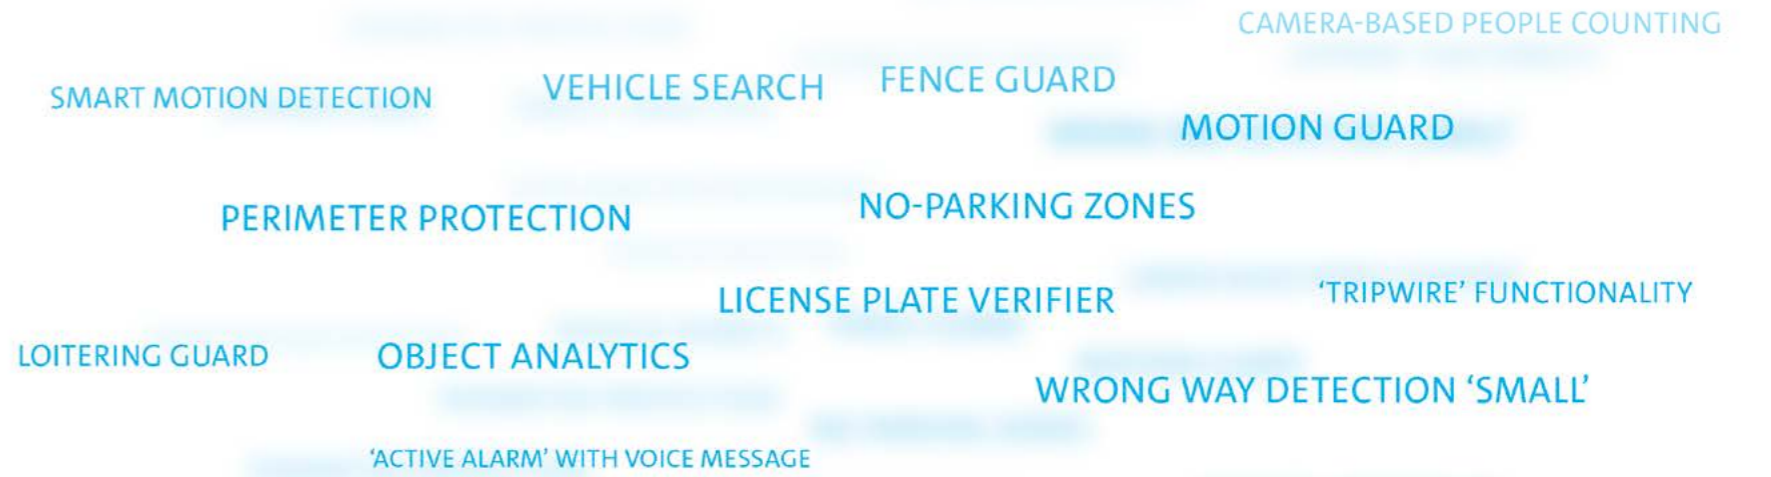 CAMERA-BASED PEOPLE COUNTING
SMART MOTION DETECTION
VEHICLE SEARCH
FENCE GUARD
MOTION GUARD
PERIMETER PROTECTION
NO-PARKING ZONES
LICENSE PLATE VERIFIER
‘TRIPWIRE’ FUNCTIONALITY
LOITERING GUARD
OBJECT ANALYTICS
WRONG WAY DETECTION ‘SMALL’
‘ACTIVE ALARM’ WITH VOICE MESSAGE